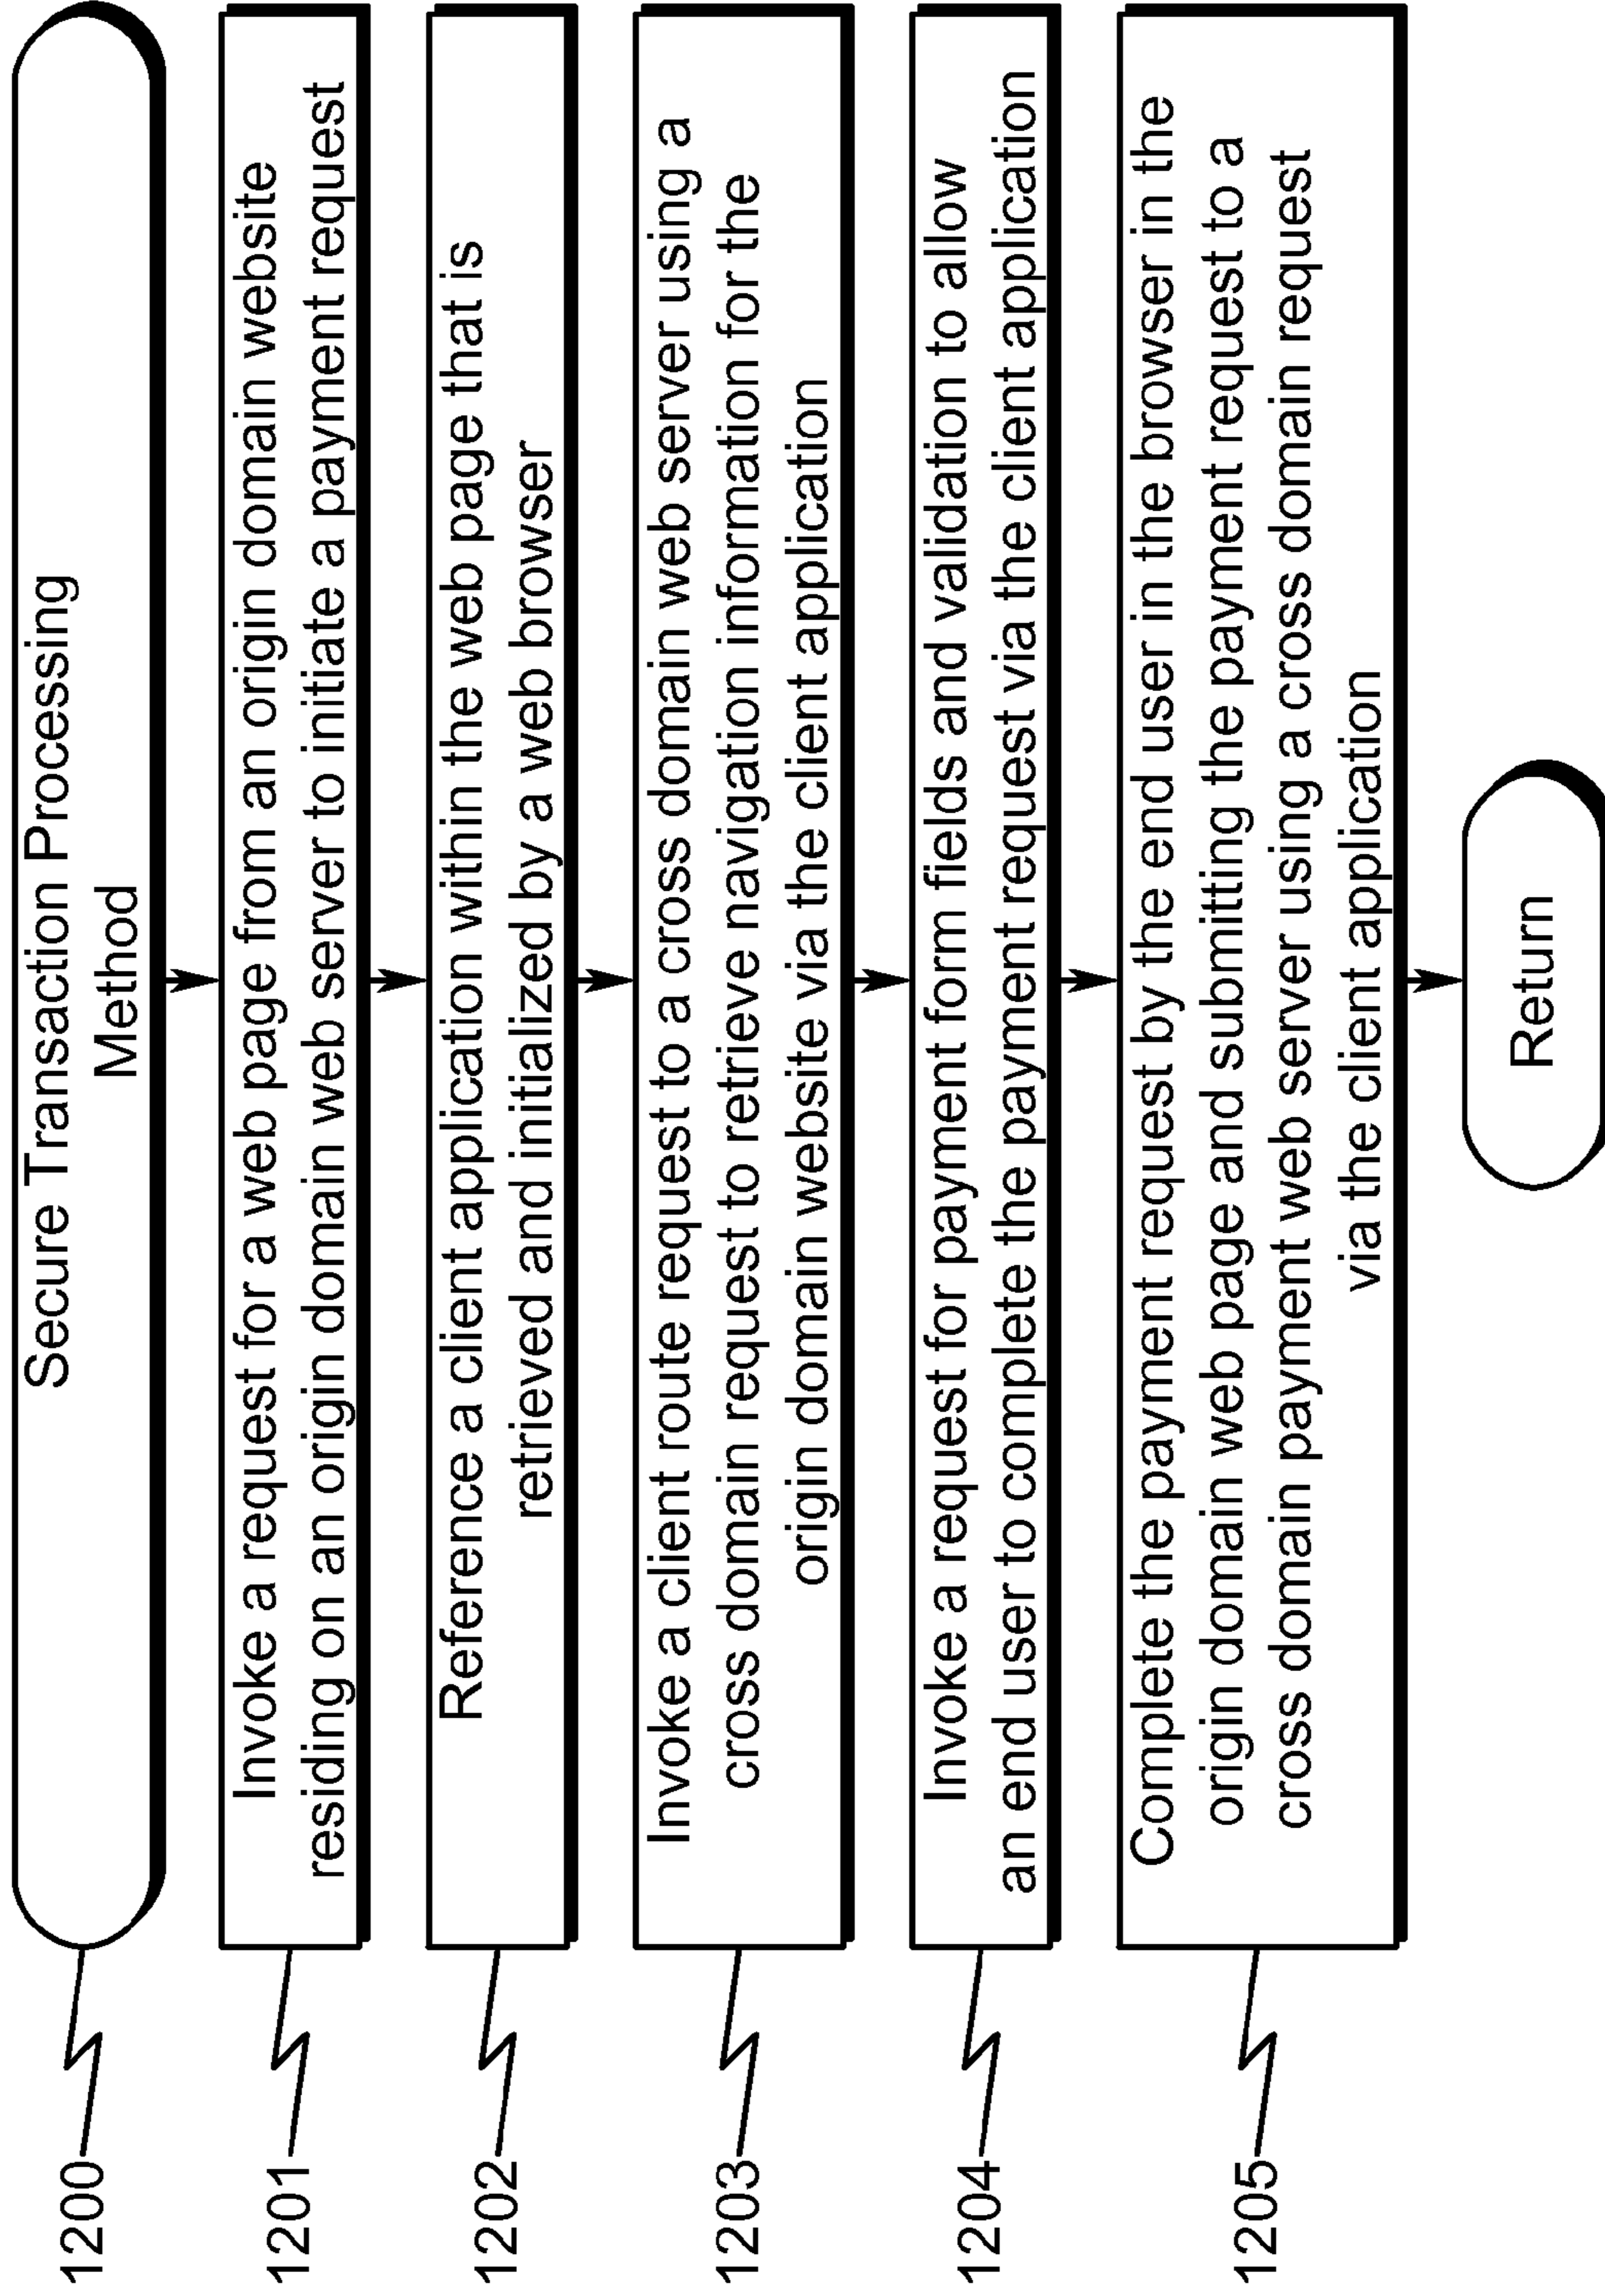 Secure Transaction Processing
Method
1200
Invoke a request for a web page from an origin domain website
residing on an origin domain web server to initiate a payment request
1201
Reference a client application within the web page that is
retrieved and initialized by a web browser
1202
Invoke a client route request to a cross domain web server using a
cross domain request to retrieve navigation information for the
origin domain website via the client application
1203
Invoke a request for payment form fields and validation to allow
an end user to complete the payment request via the client application
1204
Complete the payment request by the end user in the browser in the
origin domain web page and submitting the payment request to a
cross domain payment web server using a cross domain request
via the client application
1205
Return